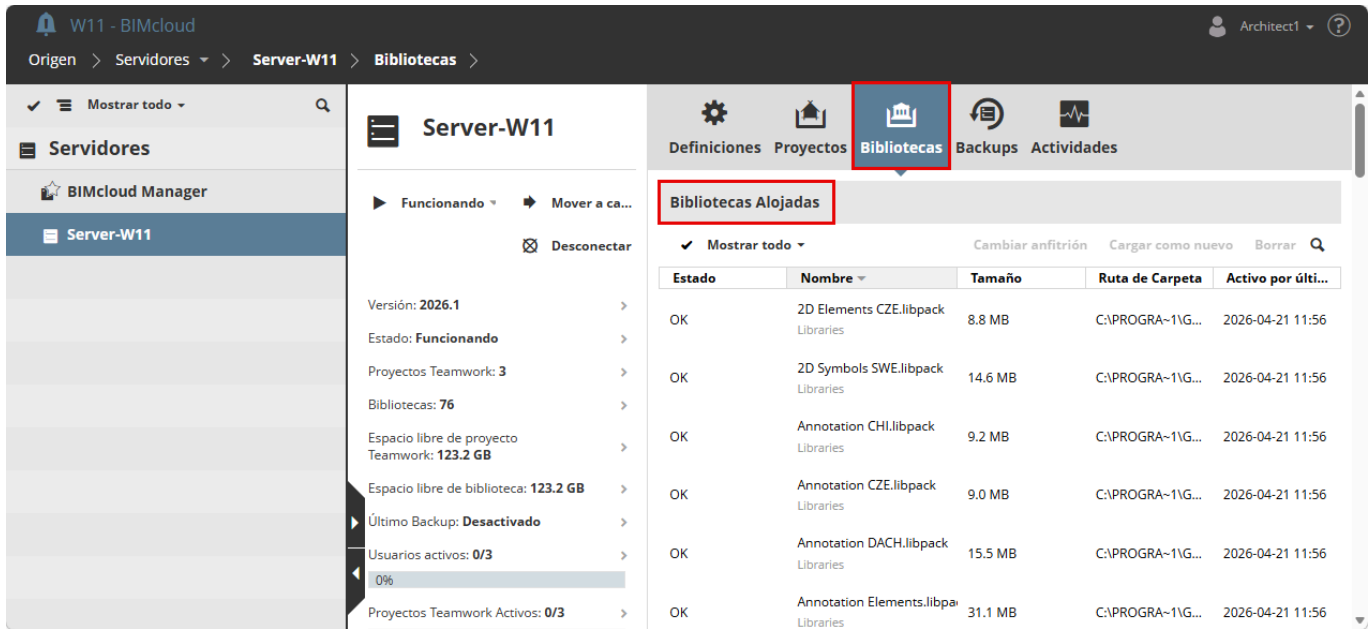 W11 - BIMcloud
Architect1
Origen > Servidores > Server-W11 > Bibliotecas >
Mostrar todo
Servidores
BIMcloud Manager
Server-W11
Server-W11
Funcionando
Mover a ca...
Desconectar
Versión: 2026.1
Estado: Funcionando
Proyectos Teamwork: 3
Bibliotecas: 76
Espacio libre de proyecto
Teamwork: 123.2 GB
Espacio libre de biblioteca: 123.2 GB
Último Backup: Desactivado
Usuarios activos: 0/3
0%
Proyectos Teamwork Activos: 0/3
Definiciones Proyectos Bibliotecas Backups Actividades
Bibliotecas Alojadas
Mostrar todo Cambiar anfitrión Cargar como nuevo Borrar
Estado Nombre Tamaño Ruta de Carpeta Activo por últi...
OK 2D Elements CZE.libpack 8.8 MB C:\PROGRA~1\G... 2026-04-21 11:56
Libraries
OK 2D Symbols SWE.libpack 14.6 MB C:\PROGRA~1\G... 2026-04-21 11:56
Libraries
OK Annotation CHI.libpack 9.2 MB C:\PROGRA~1\G... 2026-04-21 11:56
Libraries
OK Annotation CZE.libpack 9.0 MB C:\PROGRA~1\G... 2026-04-21 11:56
Libraries
OK Annotation DACH.libpack 15.5 MB C:\PROGRA~1\G... 2026-04-21 11:56
Libraries
OK Annotation Elements.libpa 31.1 MB C:\PROGRA~1\G... 2026-04-21 11:56
Libraries